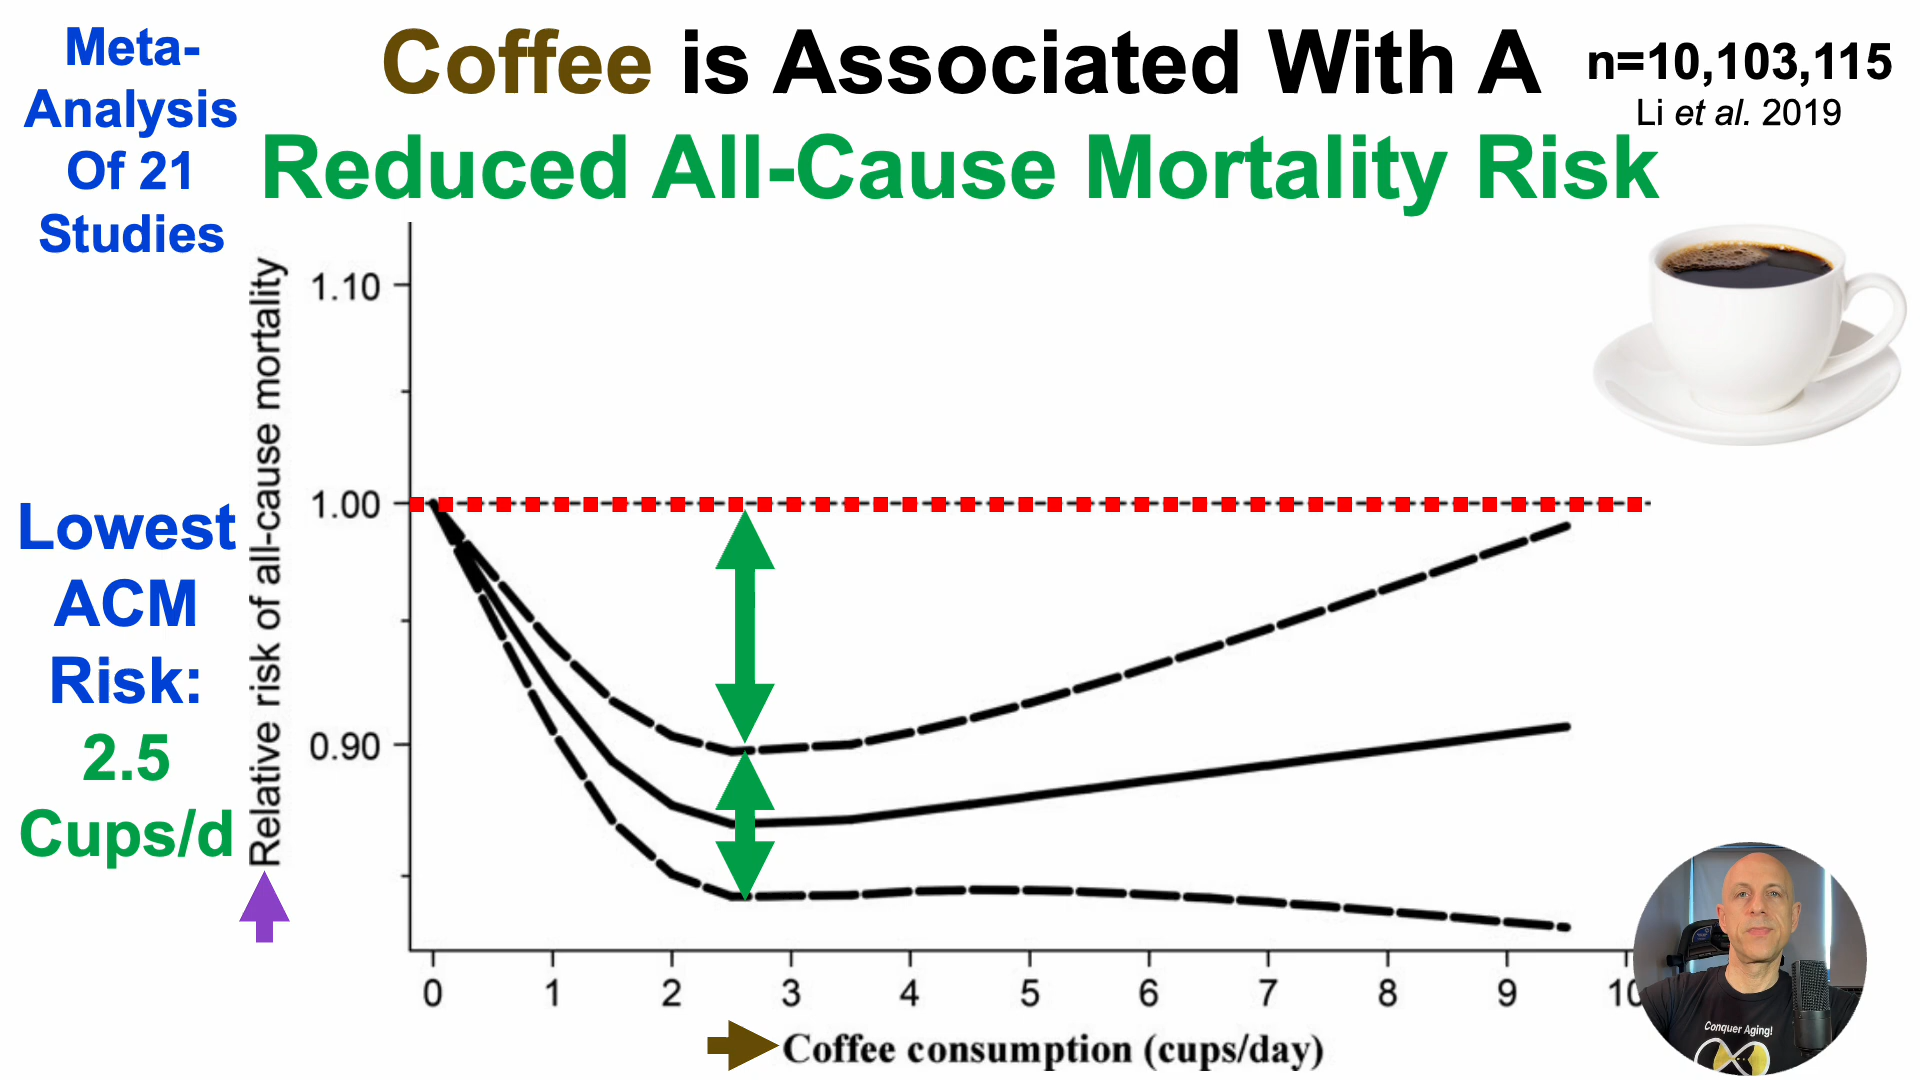 Meta-
Analysis
Of 21
Studies
Coffee is Associated With A
Reduced All-Cause Mortality Risk
n=10,103,115
Li et al. 2019
Lowest
ACM
Risk:
2.5
Cups/d
Relative risk of all-cause mortality
1.10
1.00
0.90
0 1 2 3 4 5 6 7 8 9 10
Coffee consumption (cups/day)
Conquer Aging!